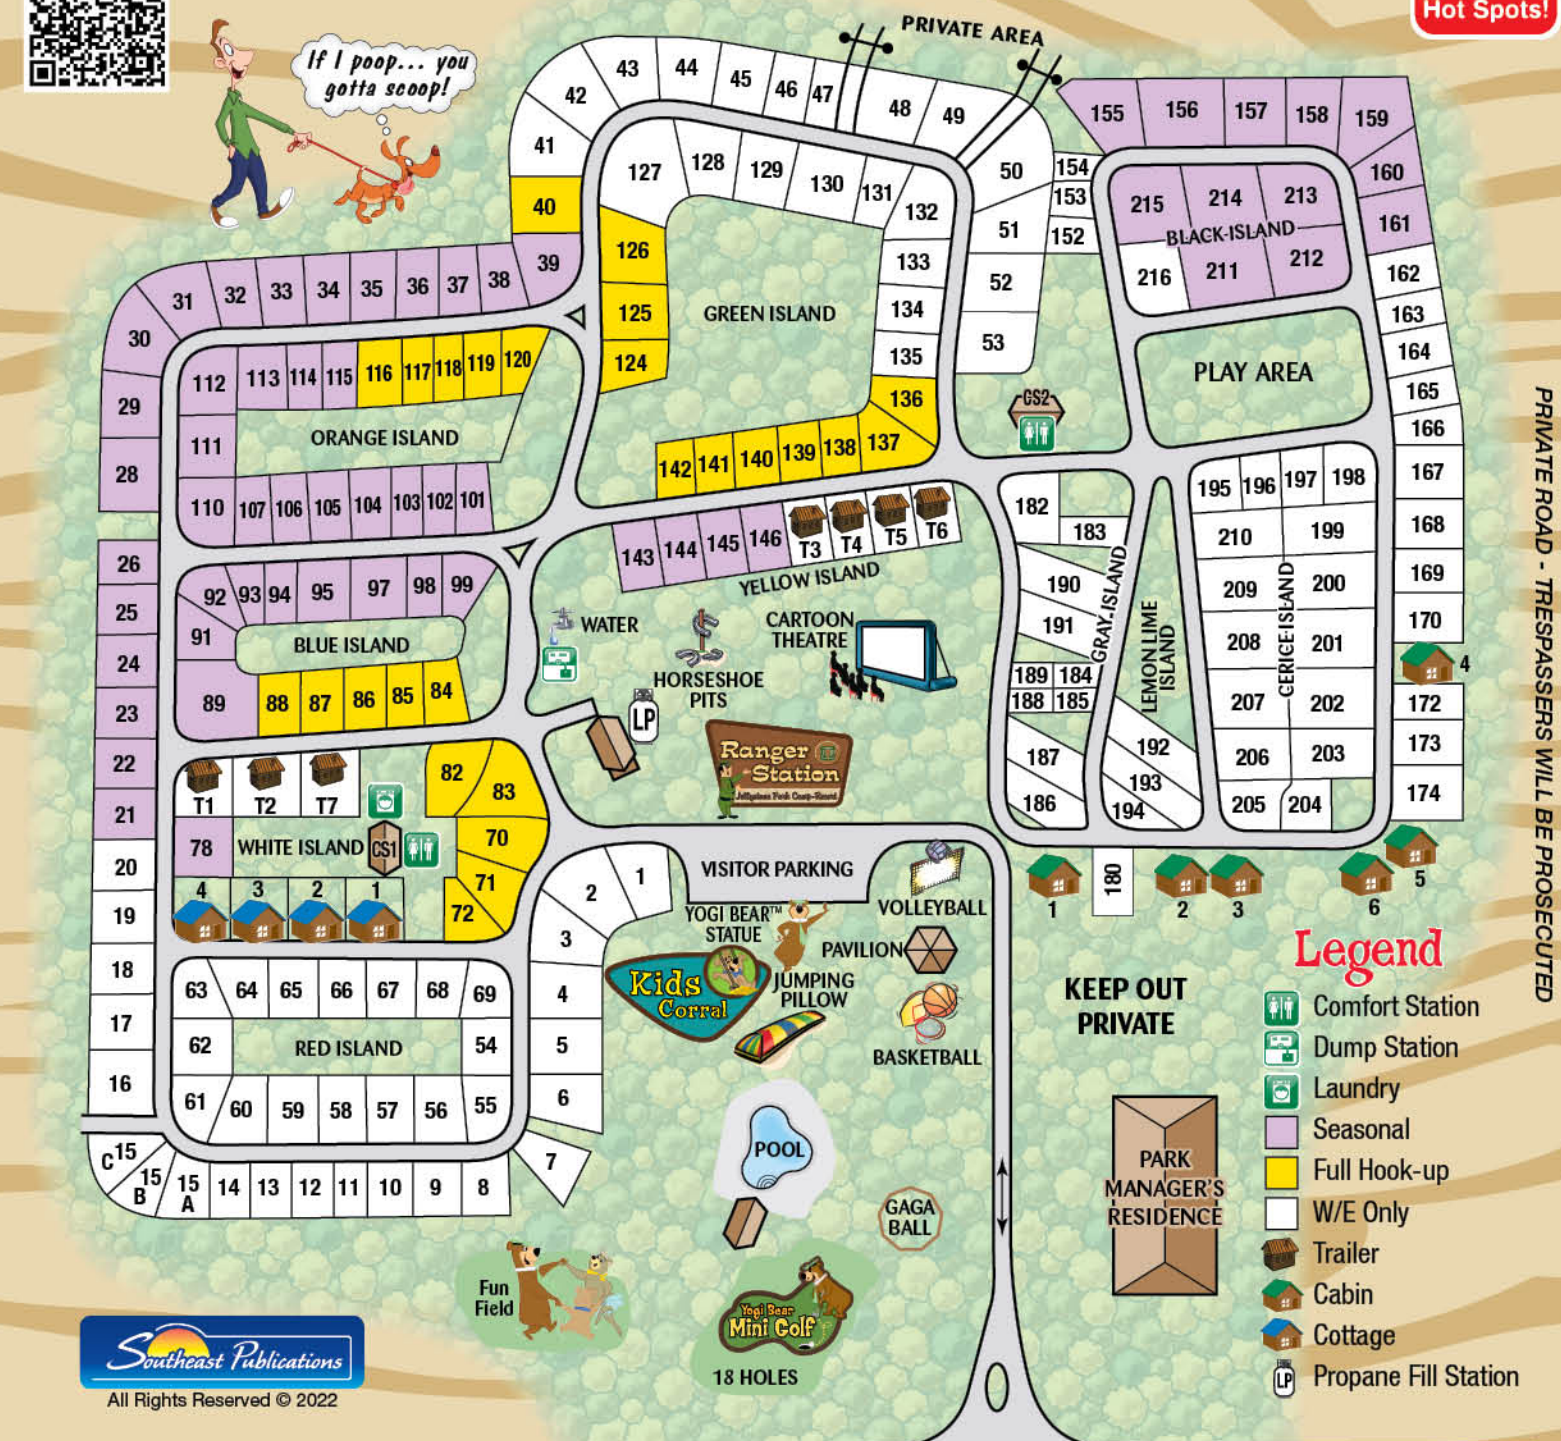 Hot Spots!
If I poop... you
gotta scoop!
PRIVATE AREA
43 44 45 46 47 48 49
42
41
40
50
51
52
53
154
153
152
155 156 157 158 159
160
161
162
163
164
165
166
167
168
169
170
4
172
173
174
127 128 129 130 131 132
126
125
124
133
134
135
136
137
142 141 140 139 138
GREEN ISLAND
215 214 213
BLACK ISLAND
216 211 212
PLAY AREA
39
30 31 32 33 34 35 36 37 38
29
28
26
25
24
23
22
21
20
19
18
17
16
112 113 114 115 116 117 118 119 120
111
ORANGE ISLAND
110 107 106 105 104 103 102 101
CS2
143 144 145 146 T3 T4 T5 T6
YELLOW ISLAND
92 93 94 95 97 98 99
91
BLUE ISLAND
89 88 87 86 85 84
WATER
HORSESHOE
PITS
CARTOON
THEATRE
LP
Ranger
Station
Jellystone Park Camp-Resort
182
183
190
191
GRAY ISLAND
189 184
188 185
187
186
LEMON LIME
ISLAND
192
193
194
195 196 197 198
210 199
209 200
208 201
CERICE ISLAND
207 202
206 203
205 204
PRIVATE ROAD - TRESPASSERS WILL BE PROSECUTED
T1 T2 T7
82
83
78 WHITE ISLAND CS1
70
71
72
4 3 2 1
VISITOR PARKING
1
2
3
4
5
6
7
YOGI BEAR™
STATUE
VOLLEYBALL
PAVILION
Kids
Corral
JUMPING
PILLOW
BASKETBALL
1 180 2 3 6 5
63 64 65 66 67 68 69
62 RED ISLAND 54
61 60 59 58 57 56 55
C15
15
B
15
A
14 13 12 11 10 9 8
KEEP OUT
PRIVATE
POOL
GAGA
BALL
PARK
MANAGER'S
RESIDENCE
Fun
Field
Yogi Bear
Mini Golf
18 HOLES
Legend
Comfort Station
Dump Station
Laundry
Seasonal
Full Hook-up
W/E Only
Trailer
Cabin
Cottage
LP Propane Fill Station
Southeast Publications
All Rights Reserved © 2022